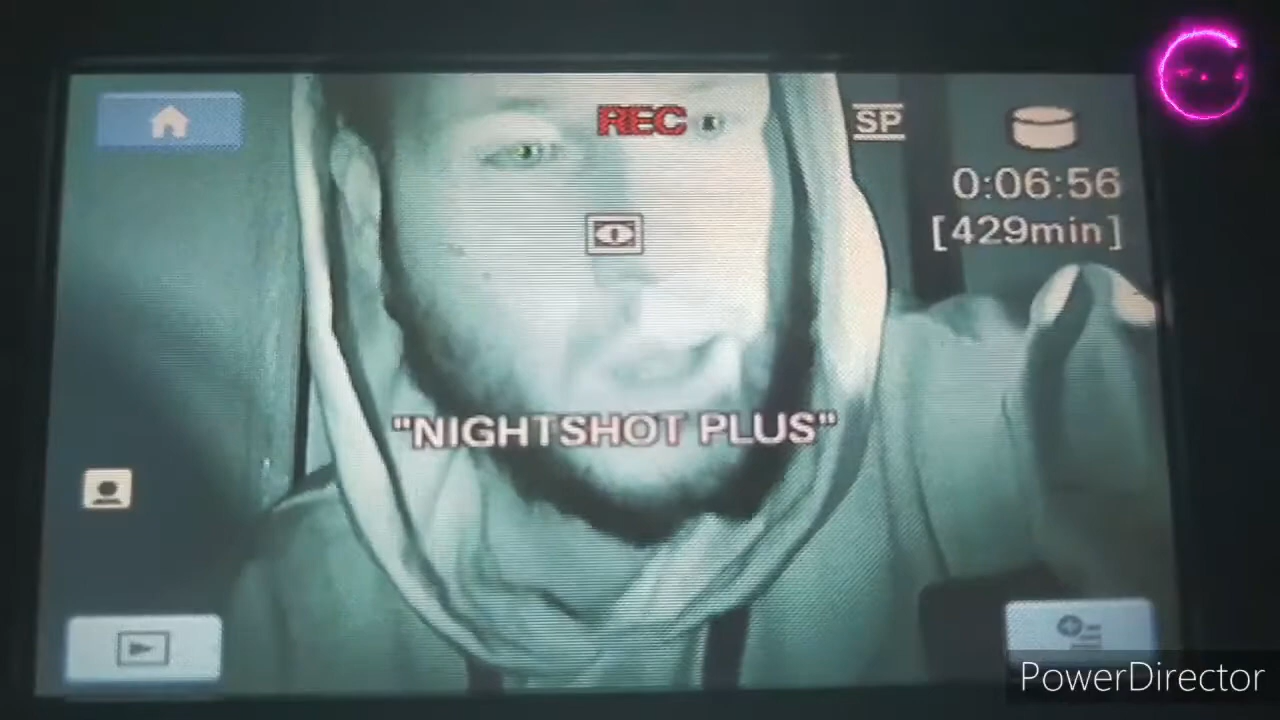 REC
SP
0:06:56
[429min]
"NIGHTSHOT PLUS"
PowerDirector